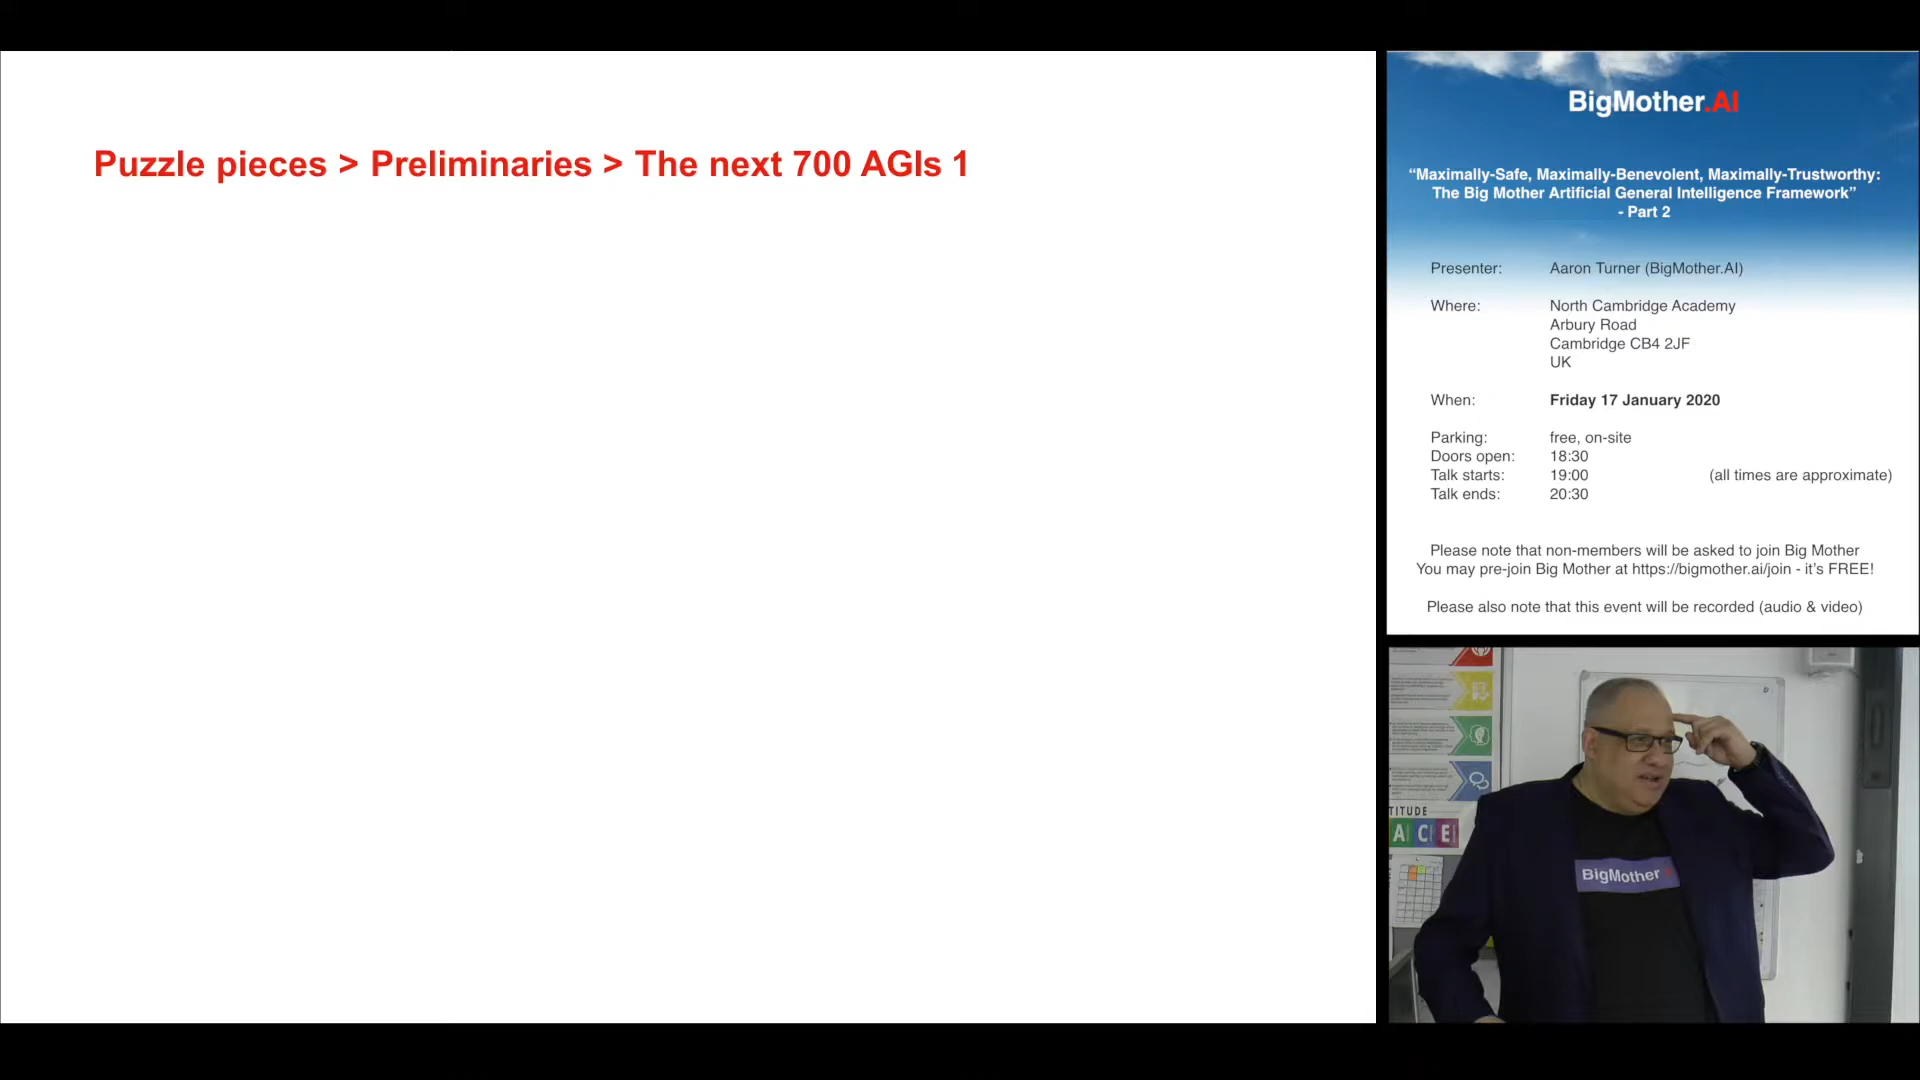 Puzzle pieces > Preliminaries > The next 700 AGIs 1
BigMother.AI
“Maximally-Safe, Maximally-Benevolent, Maximally-Trustworthy:
The Big Mother Artificial General Intelligence Framework”
- Part 2
Presenter: Aaron Turner (BigMother.AI)
Where: North Cambridge Academy
Arbury Road
Cambridge CB4 2JF
UK
When: Friday 17 January 2020
Parking: free, on-site
Doors open: 18:30
Talk starts: 19:00 (all times are approximate)
Talk ends: 20:30
Please note that non-members will be asked to join Big Mother
You may pre-join Big Mother at https://bigmother.ai/join - it’s FREE!
Please also note that this event will be recorded (audio & video)
TITUDE
ACE
BigMother